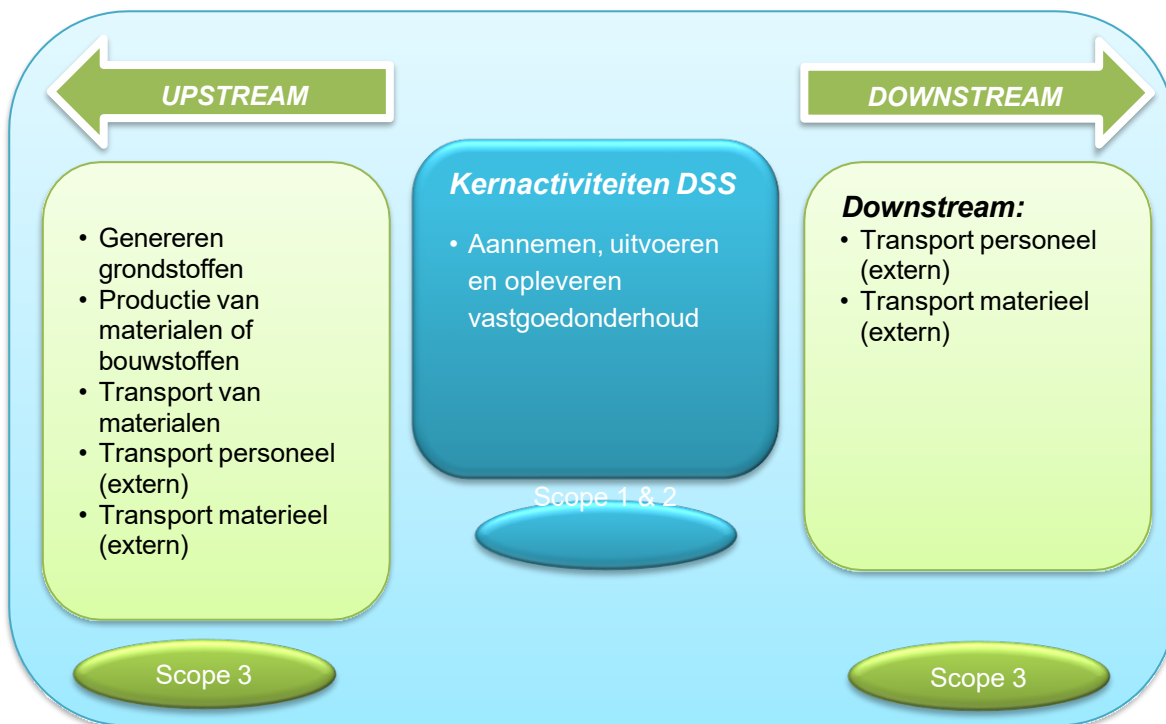 UPSTREAM
• Genereren
grondstoffen
• Productie van
materialen of
bouwstoffen
• Transport van
materialen
• Transport personeel
(extern)
• Transport materieel
(extern)
Scope 3
Kernactiviteiten DSS
• Aannemen, uitvoeren
en opleveren
vastgoedonderhoud
Scope 1 & 2
DOWNSTREAM
Downstream:
• Transport personeel
(extern)
• Transport materieel
(extern)
Scope 3